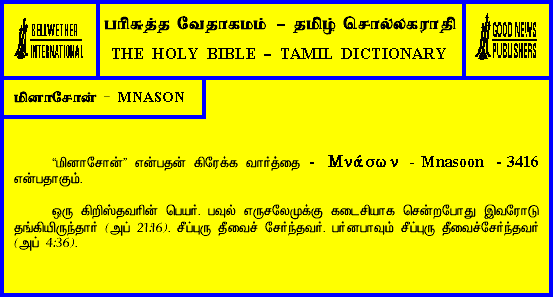 BELLWETHER
INTERNATIONAL
பரிசுத்த வேதாகமம் - தமிழ் சொல்லகராதி
THE HOLY BIBLE - TAMIL DICTIONARY
GOOD NEWS
PUBLISHERS
மினாசோன் - MNASON
“மினாசோன்” என்பதன் கிரேக்க வார்த்தை - Μνάσων - Mnasoon - 3416
என்பதாகும்.
ஒரு கிறிஸ்தவரின் பெயர். பவுல் எருசலேமுக்கு கடைசியாக சென்றபோது இவரோடு
தங்கியிருந்தார் (அப் 21:16). சீப்புரு தீவைச் சேர்ந்தவர். பர்னபாவும் சீப்புரு தீவைச்சேர்ந்தவர்
(அப் 4:36).